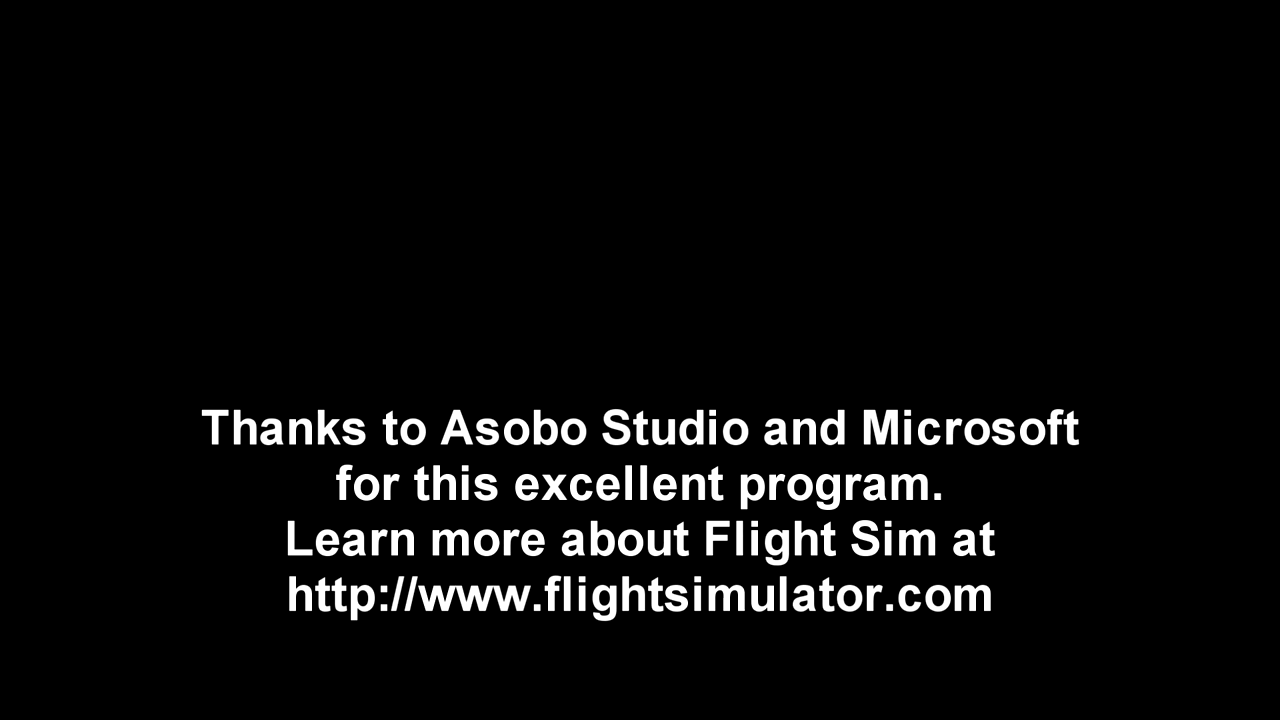 Thanks to Asobo Studio and Microsoft
for this excellent program.
Learn more about Flight Sim at
http://www.flightsimulator.com